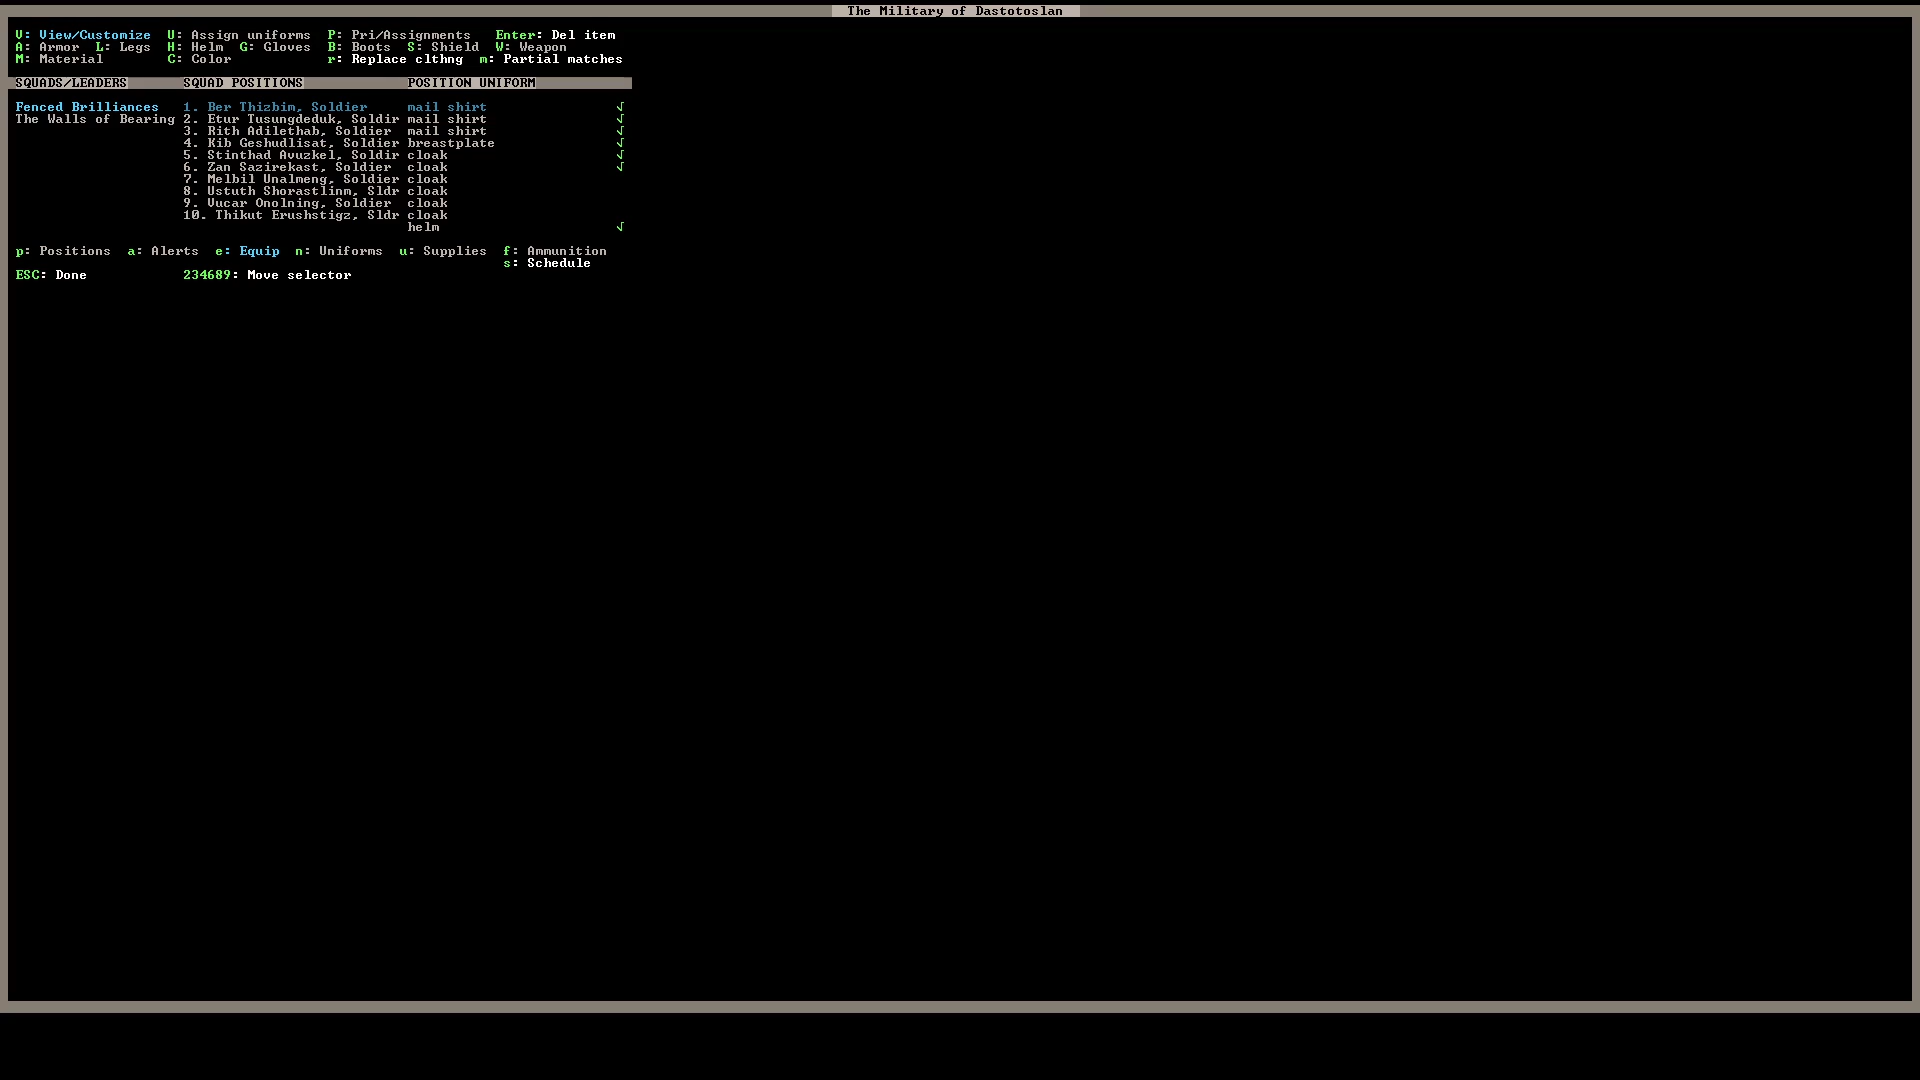 The Military of Dastotoslan
V: View/Customize U: Assign uniforms P: Pri/Assignments Enter: Del item
A: Armor L: Legs H: Helm G: Gloves B: Boots S: Shield W: Weapon
M: Material C: Color r: Replace clthng m: Partial matches
SQUADS/LEADERS SQUAD POSITIONS POSITION UNIFORM
Fenced Brilliances 1. Ber Thizbim, Soldier mail shirt √
The Walls of Bearing 2. Etur Tusungdeduk, Soldir mail shirt √
3. Rith Adilethab, Soldier mail shirt √
4. Kib Geshudlisat, Soldier breastplate √
5. Stinthad Avuzkel, Soldir cloak √
6. Zan Sazirekast, Soldier cloak √
7. Melbil Unalmeng, Soldier cloak
8. Ustuth Shorastlinm, Sldr cloak
9. Vucar Onolning, Soldier cloak
10. Thikut Erushstigz, Sldr cloak
helm √
p: Positions a: Alerts e: Equip n: Uniforms u: Supplies f: Ammunition
s: Schedule
ESC: Done 234689: Move selector